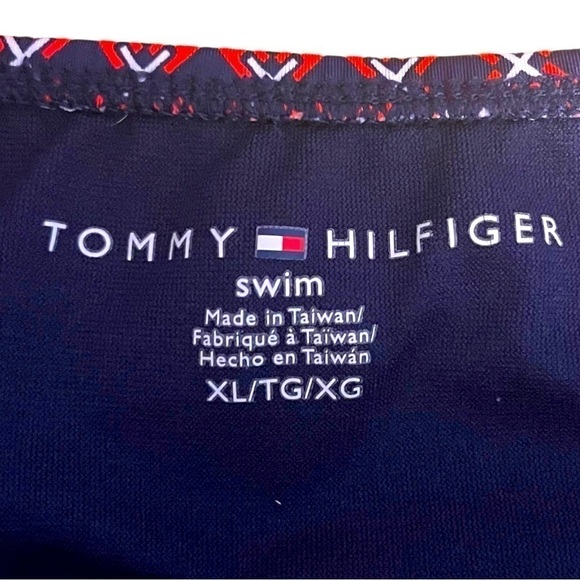 TOMMY HILFIGER
swim
Made in Taiwan/
Fabriqué à Taïwan/
Hecho en Taiwán
XL/TG/XG